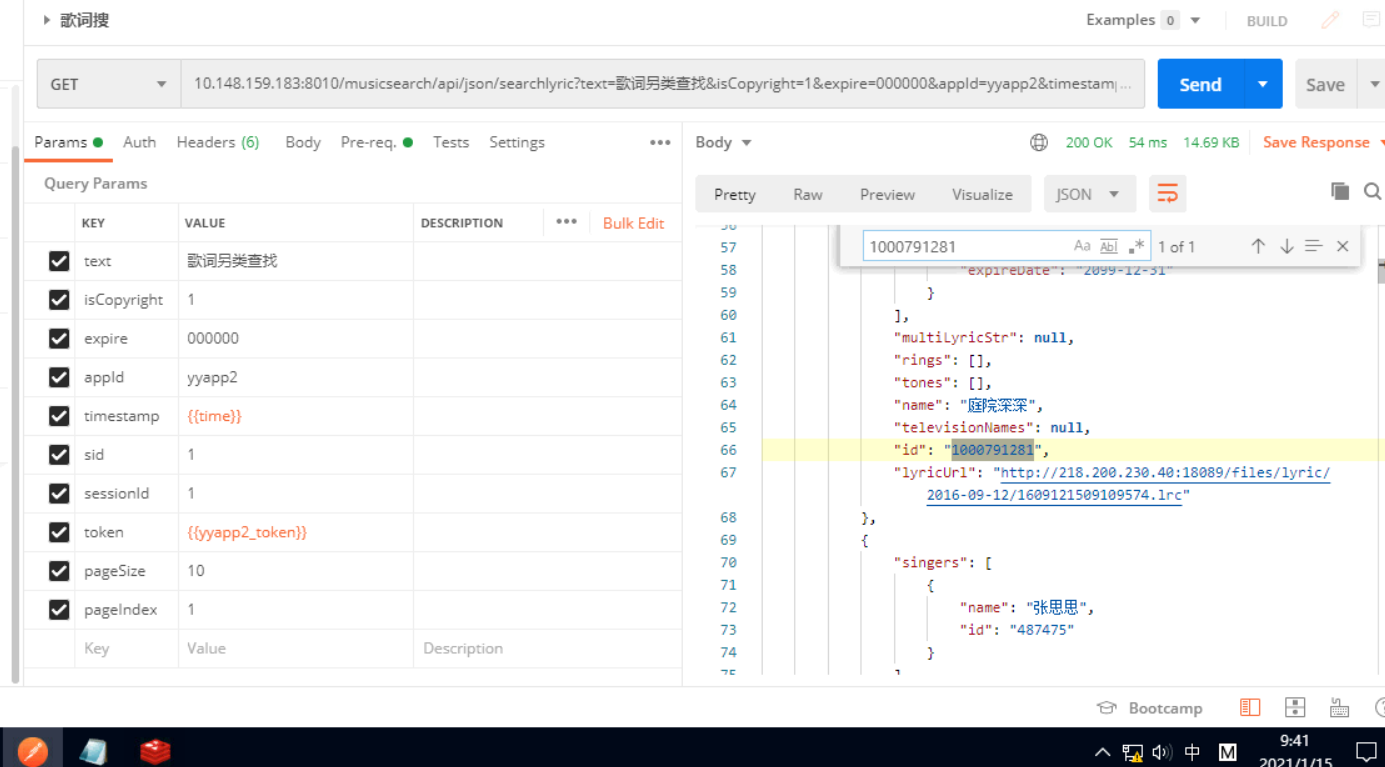 歌词搜
Examples 0
BUILD
GET
10.148.159.183:8010/musicsearch/api/json/searchlyric?text=歌词另类查找&isCopyright=1&expire=000000&appId=yyapp2&timestamp...
Send
Save
Params
Auth
Headers (6)
Body
Pre-req.
Tests
Settings
•••
Query Params
KEY VALUE DESCRIPTION ••• Bulk Edit
text 歌词另类查找
isCopyright 1
expire 000000
appId yyapp2
timestamp {{time}}
sid 1
sessionId 1
token {{yyapp2_token}}
pageSize 10
pageIndex 1
Key Value Description
Body
200 OK 54 ms 14.69 KB Save Response
Pretty Raw Preview Visualize JSON
1000791281 Aa Abl .* 1 of 1
56
57
58 "expireDate": "2099-12-31"
59 }
60 ],
61 "multiLyricStr": null,
62 "rings": [],
63 "tones": [],
64 "name": "庭院深深",
65 "televisionNames": null,
66 "id": "1000791281",
67 "lyricUrl": "http://218.200.230.40:18089/files/lyric/
2016-09-12/1609121509109574.lrc"
68 },
69 {
70 "singers": [
71 {
72 "name": "张思思",
73 "id": "487475"
74 }
75 ]
Bootcamp
中 M 9:41
2021/1/15